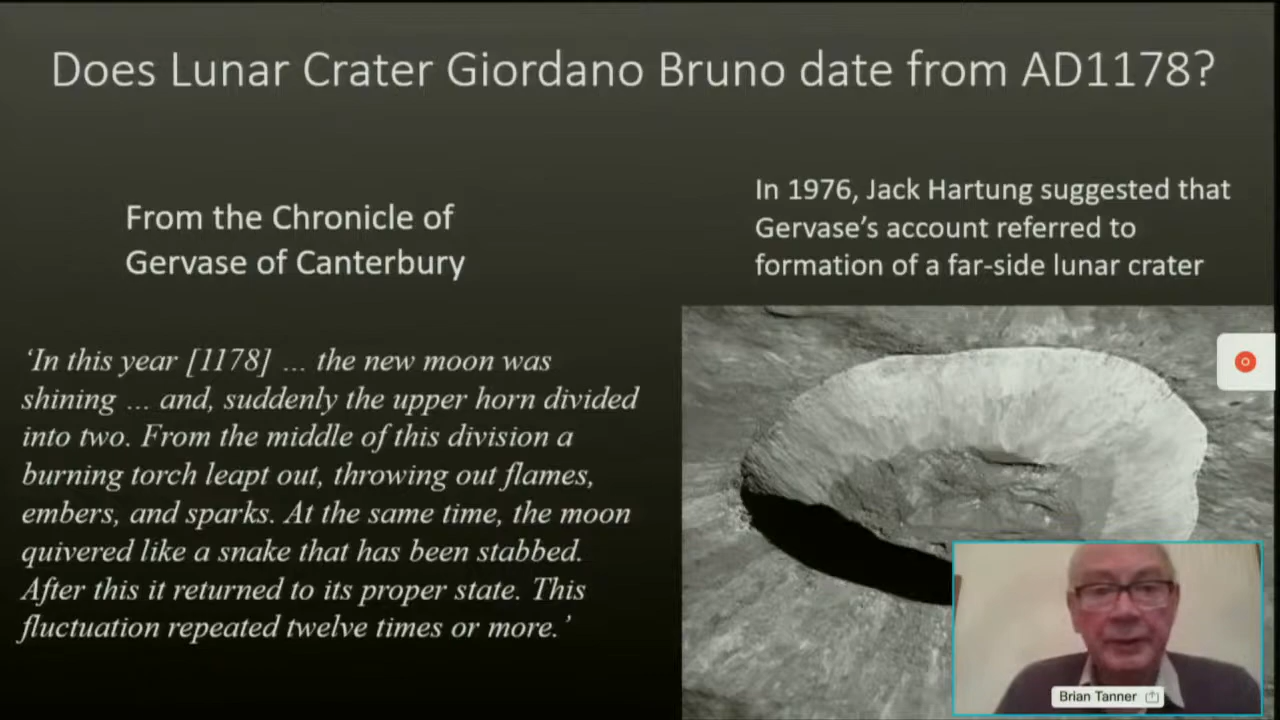 Does Lunar Crater Giordano Bruno date from AD1178?
From the Chronicle of
Gervase of Canterbury
‘In this year [1178] ... the new moon was
shining ... and, suddenly the upper horn divided
into two. From the middle of this division a
burning torch leapt out, throwing out flames,
embers, and sparks. At the same time, the moon
quivered like a snake that has been stabbed.
After this it returned to its proper state. This
fluctuation repeated twelve times or more.’
In 1976, Jack Hartung suggested that
Gervase’s account referred to
formation of a far-side lunar crater
Brian Tanner